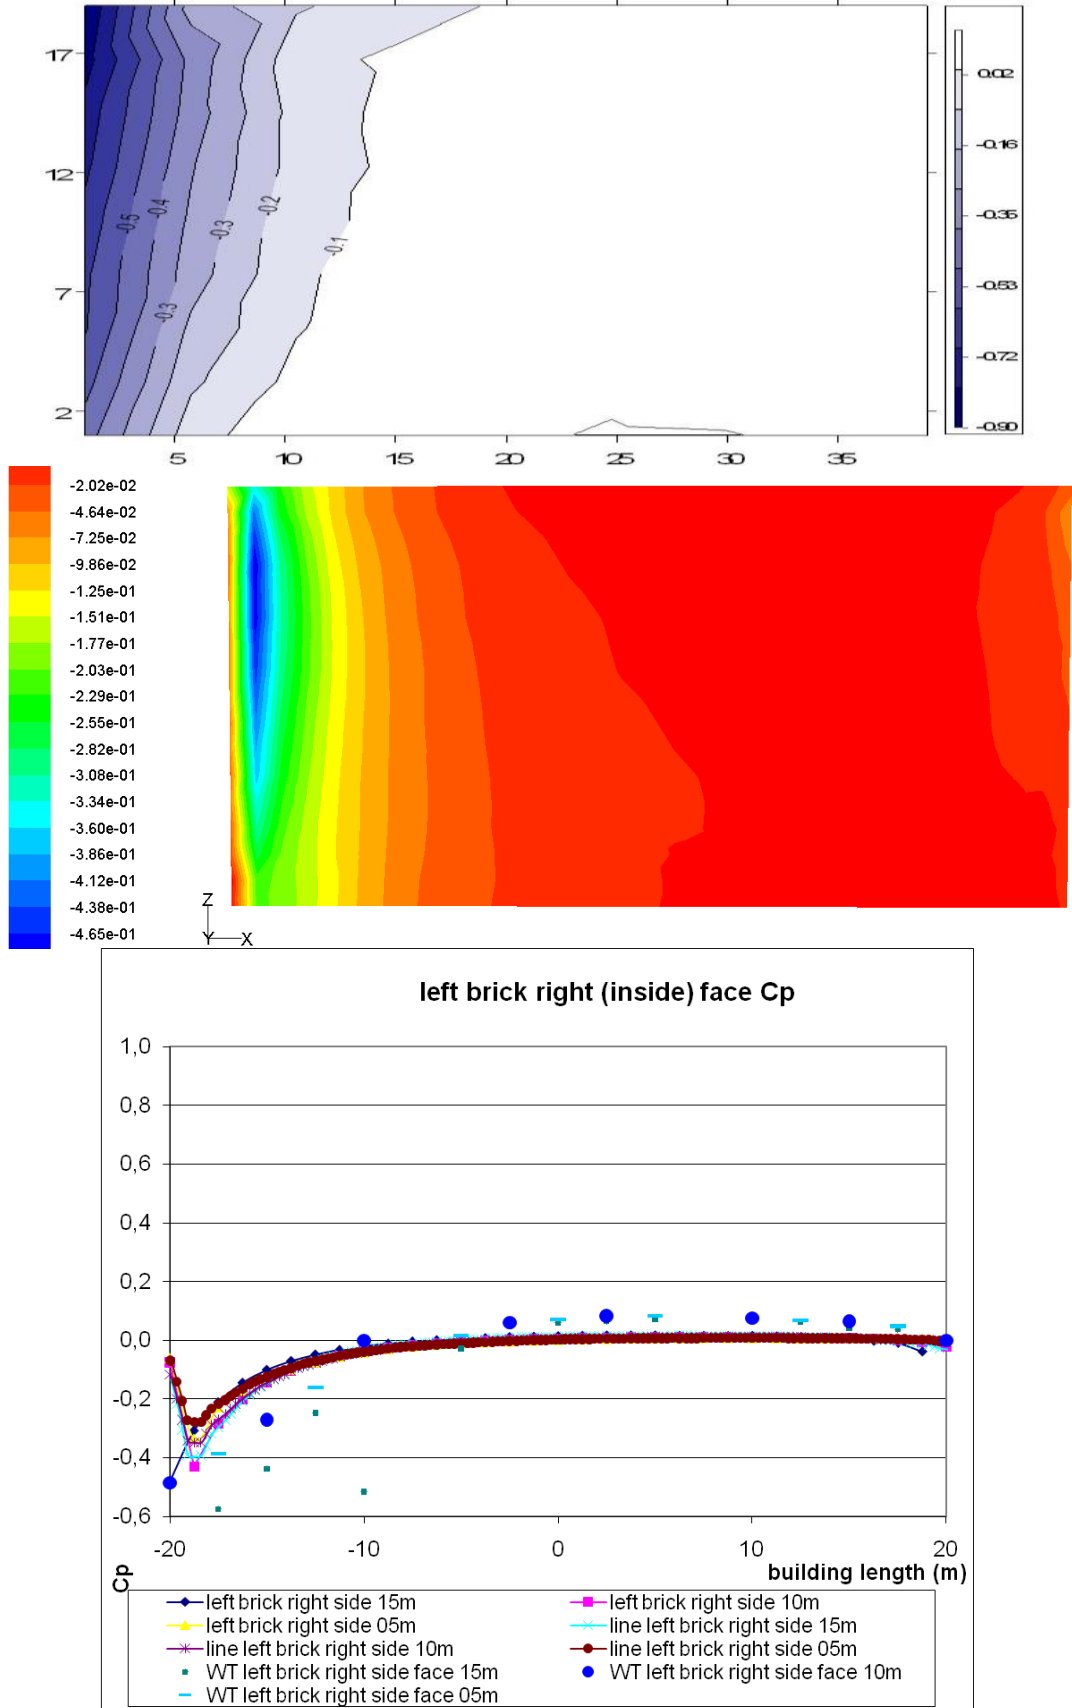 17
12
7
2
-0.5
-0.4
-0.3
-0.2
-0.1
-0.3
5 10 15 20 25 30 35
0.02
-0.16
-0.35
-0.53
-0.72
-0.90
-2.02e-02
-4.64e-02
-7.25e-02
-9.86e-02
-1.25e-01
-1.51e-01
-1.77e-01
-2.03e-01
-2.29e-01
-2.55e-01
-2.82e-01
-3.08e-01
-3.34e-01
-3.60e-01
-3.86e-01
-4.12e-01
-4.38e-01
-4.65e-01
Z
Y X
left brick right (inside) face Cp
1,0
0,8
0,6
0,4
0,2
0,0
-0,2
-0,4
-0,6
-20 -10 0 10 20
building length (m)
Cp
left brick right side 15m left brick right side 10m
left brick right side 05m line left brick right side 15m
line left brick right side 10m line left brick right side 05m
WT left brick right side face 15m WT left brick right side face 10m
WT left brick right side face 05m